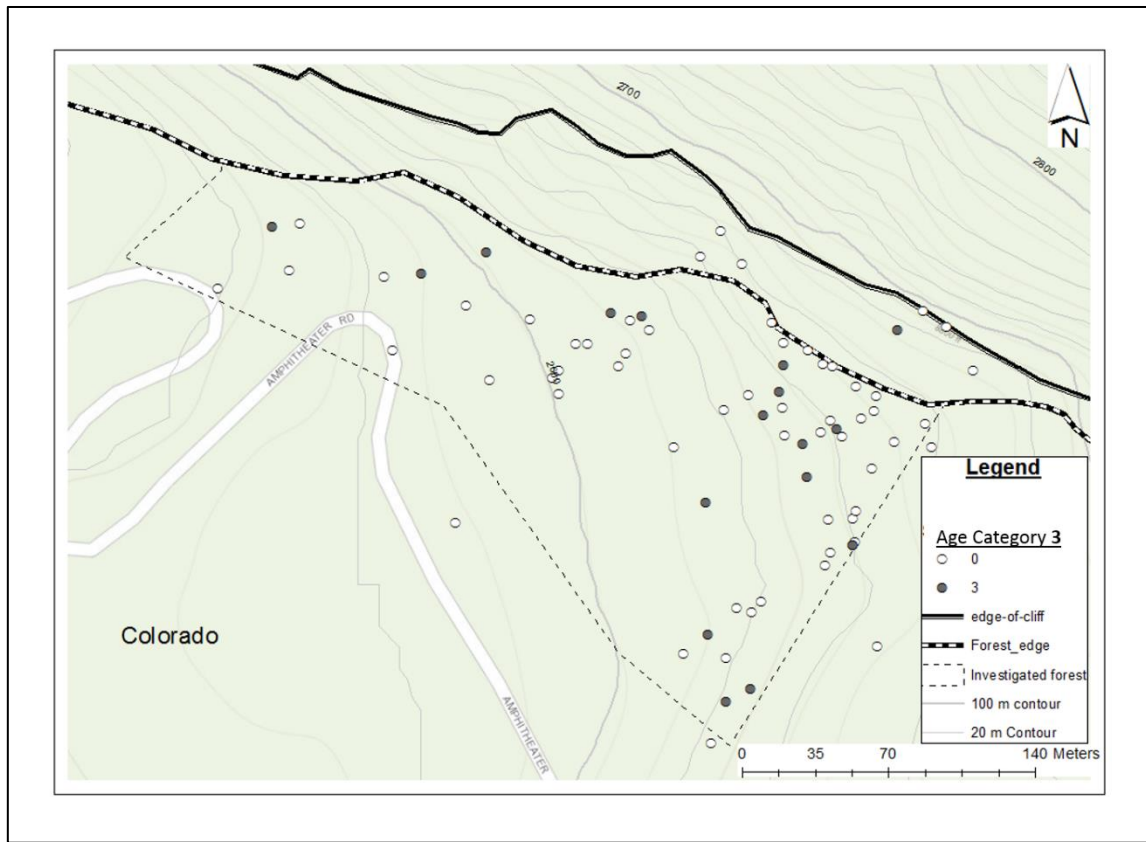 2700
N
2800
AMPHITHEATER RD
Legend
Age Category 3
0
3
edge-of-cliff
Forest_edge
Investigated forest
100 m contour
20 m Contour
Colorado
AMPHITHEATER
0 35 70 140 Meters